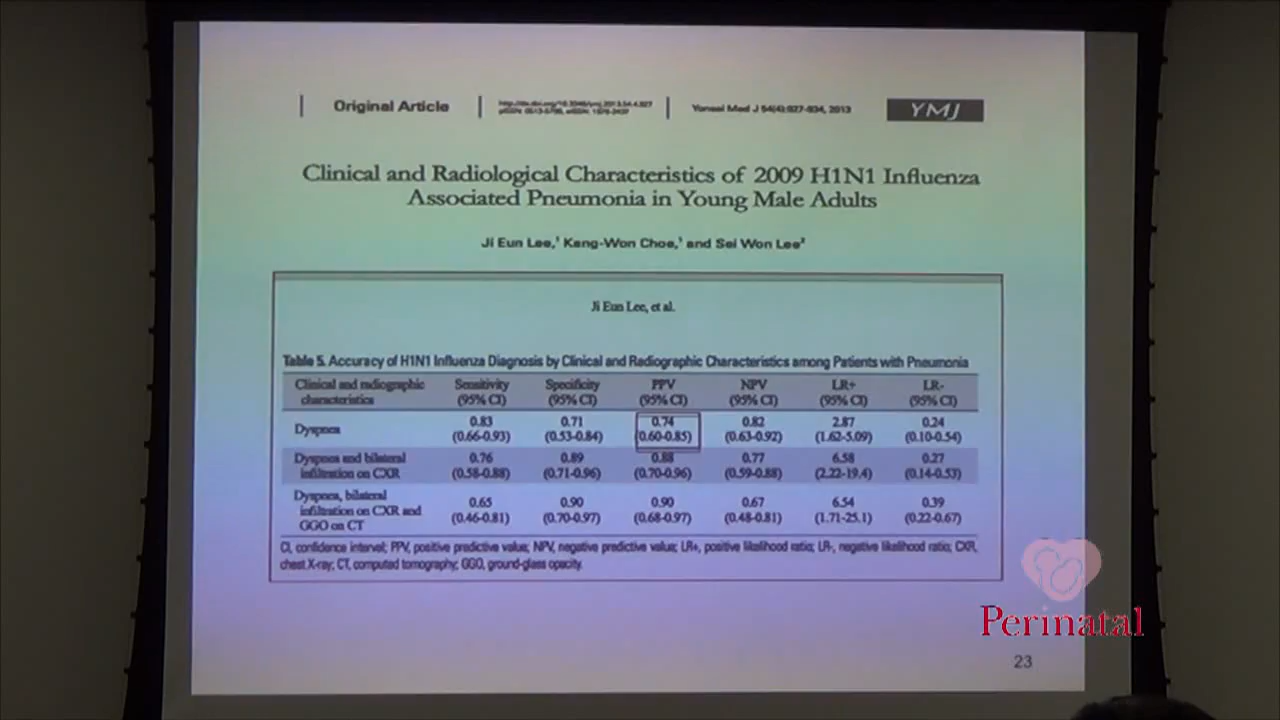 Original Article
Yonsei Med J 54(4):927-934, 2013
YMJ
Clinical and Radiological Characteristics of 2009 H1N1 Influenza
Associated Pneumonia in Young Male Adults
Ji Eun Lee,¹ Kang-Won Choe,¹ and Sei Won Lee²
Ji Eun Lee, et al.
Table 5. Accuracy of H1N1 Influenza Diagnosis by Clinical and Radiographic Characteristics among Patients with Pneumonia
Clinical and radiographic characteristics Sensitivity (95% CI) Specificity (95% CI) PPV (95% CI) NPV (95% CI) LR+ (95% CI) LR- (95% CI)
Dyspnea 0.83 (0.66-0.93) 0.71 (0.53-0.84) 0.74 (0.60-0.85) 0.82 (0.63-0.92) 2.87 (1.62-5.09) 0.24 (0.10-0.54)
Dyspnea and bilateral infiltration on CXR 0.76 (0.58-0.88) 0.89 (0.71-0.96) 0.88 (0.70-0.96) 0.77 (0.59-0.88) 6.58 (2.22-19.4) 0.27 (0.14-0.53)
Dyspnea, bilateral infiltration on CXR and GGO on CT 0.65 (0.46-0.81) 0.90 (0.70-0.97) 0.90 (0.68-0.97) 0.67 (0.48-0.81) 6.54 (1.71-25.1) 0.39 (0.22-0.67)
CI, confidence interval; PPV, positive predictive value; NPV, negative predictive value; LR+, positive likelihood ratio; LR-, negative likelihood ratio; CXR,
chest X-ray; CT, computed tomography; GGO, ground-glass opacity.
Perinatal
23